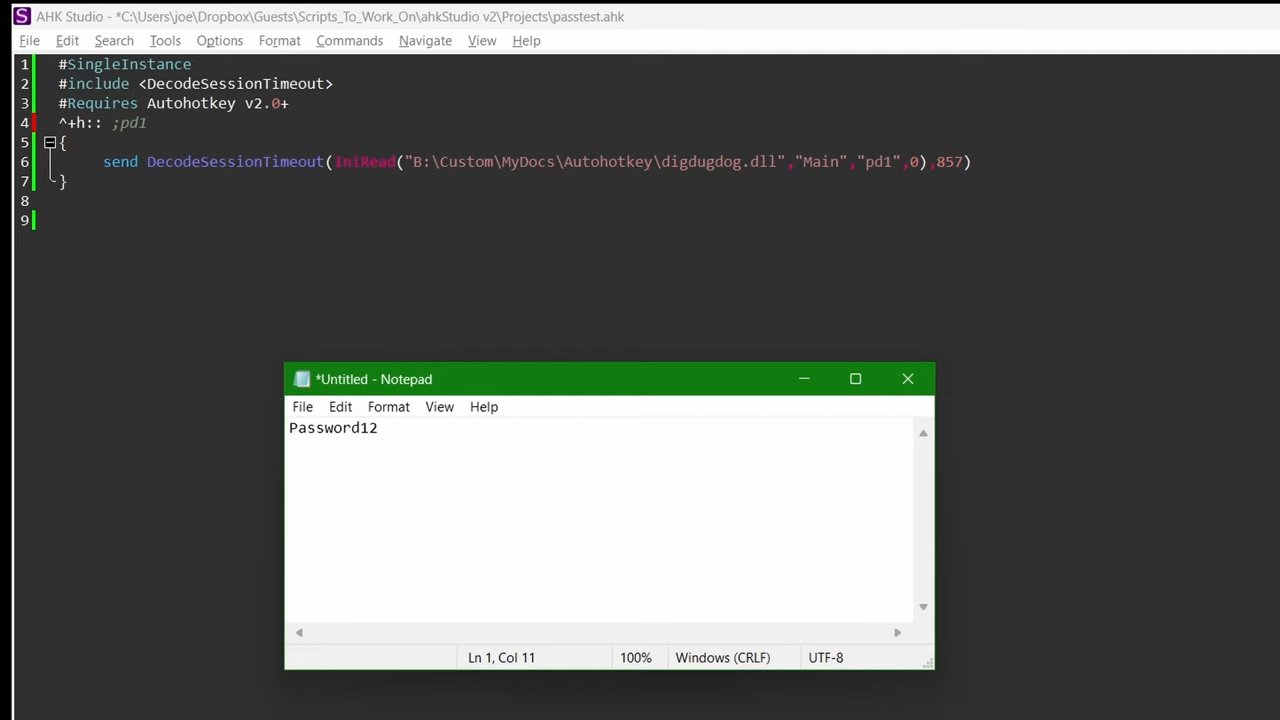 AHK Studio - *C:\Users\joe\Dropbox\Guests\Scripts_To_Work_On\ahkStudio v2\Projects\passtest.ahk
File Edit Search Tools Options Format Commands Navigate View Help
1 #SingleInstance
2 #include <DecodeSessionTimeout>
3 #Requires Autohotkey v2.0+
4 ^+h:: ;pd1
5 {
6 send DecodeSessionTimeout(IniRead("B:\Custom\MyDocs\Autohotkey\digdugdog.dll","Main","pd1",0),857)
7 }
8
9
*Untitled - Notepad
File Edit Format View Help
Password12
Ln 1, Col 11 100% Windows (CRLF) UTF-8